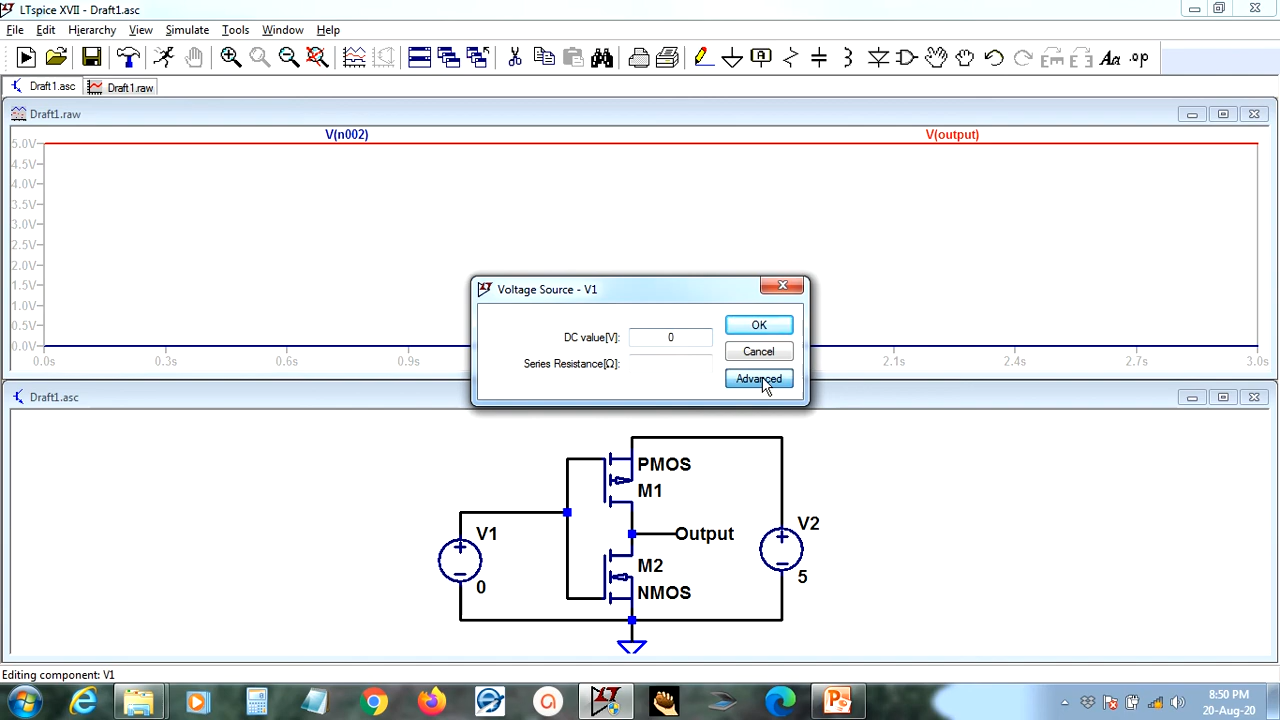 LTspice XVII - Draft1.asc
File Edit Hierarchy View Simulate Tools Window Help
Aa .op
Draft1.asc Draft1.raw
Draft1.raw
V(n002) V(output)
5.0V
4.5V
4.0V
3.5V
3.0V
2.5V
2.0V
1.5V
1.0V
0.5V
0.0V
0.0s 0.3s 0.6s 0.9s 2.1s 2.4s 2.7s 3.0s
Voltage Source - V1
DC value[V]: 0
Series Resistance[Ω]:
OK
Cancel
Advanced
Draft1.asc
PMOS
M1
V1
0
Output
M2
NMOS
V2
5
Editing component: V1
8:50 PM
20-Aug-20